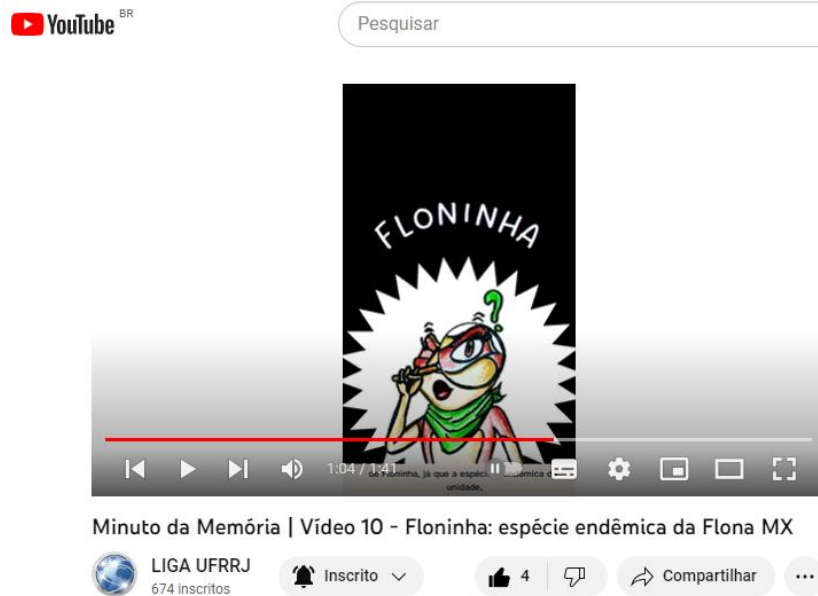 YouTube BR
Pesquisar
FLONINHA
?
1:04 / 1:41
de Floninha, já que a espécie endêmica d
unidade,
Minuto da Memória | Vídeo 10 - Floninha: espécie endêmica da Flona MX
LIGA UFRRJ
674 inscritos
Inscrito
4
Compartilhar